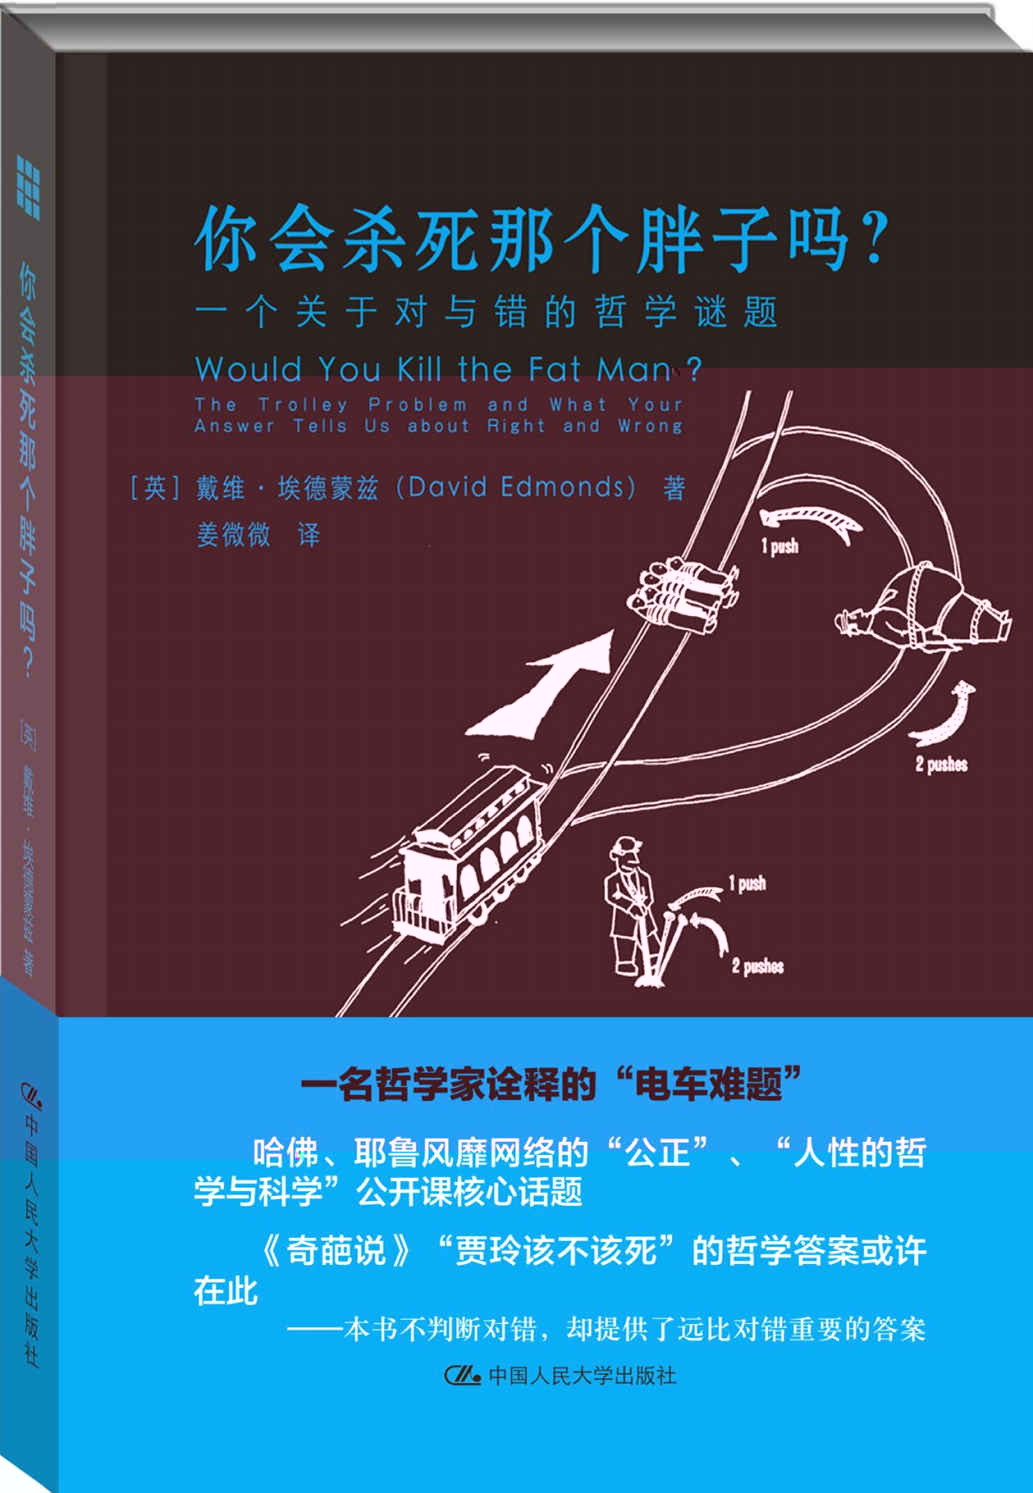 你会杀死那个胖子吗?
一个关于对与错的哲学谜题
Would You Kill the Fat Man ?
The Trolley Problem and What Your
Answer Tells Us about Right and Wrong
[英] 戴维·埃德蒙兹 (David Edmonds) 著
姜微微 译
1 push
2 pushes
1 push
2 pushes
一名哲学家诠释的“电车难题”
哈佛、耶鲁风靡网络的“公正”、“人性的哲
学与科学”公开课核心话题
《奇葩说》“贾玲该不该死”的哲学答案或许
在此
——本书不判断对错，却提供了远比对错重要的答案
中国人民大学出版社
你会杀死那个胖子吗?
[英] 戴维·埃德蒙兹 著
中国人民大学出版社